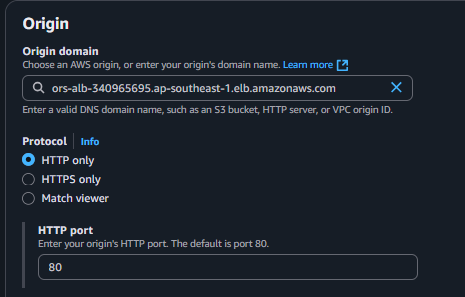 Origin
Origin domain
Choose an AWS origin, or enter your origin's domain name. Learn more
ors-alb-340965695.ap-southeast-1.elb.amazonaws.com
Enter a valid DNS domain name, such as an S3 bucket, HTTP server, or VPC origin ID.
Protocol | Info
HTTP only
HTTPS only
Match viewer
HTTP port
Enter your origin's HTTP port. The default is port 80.
80